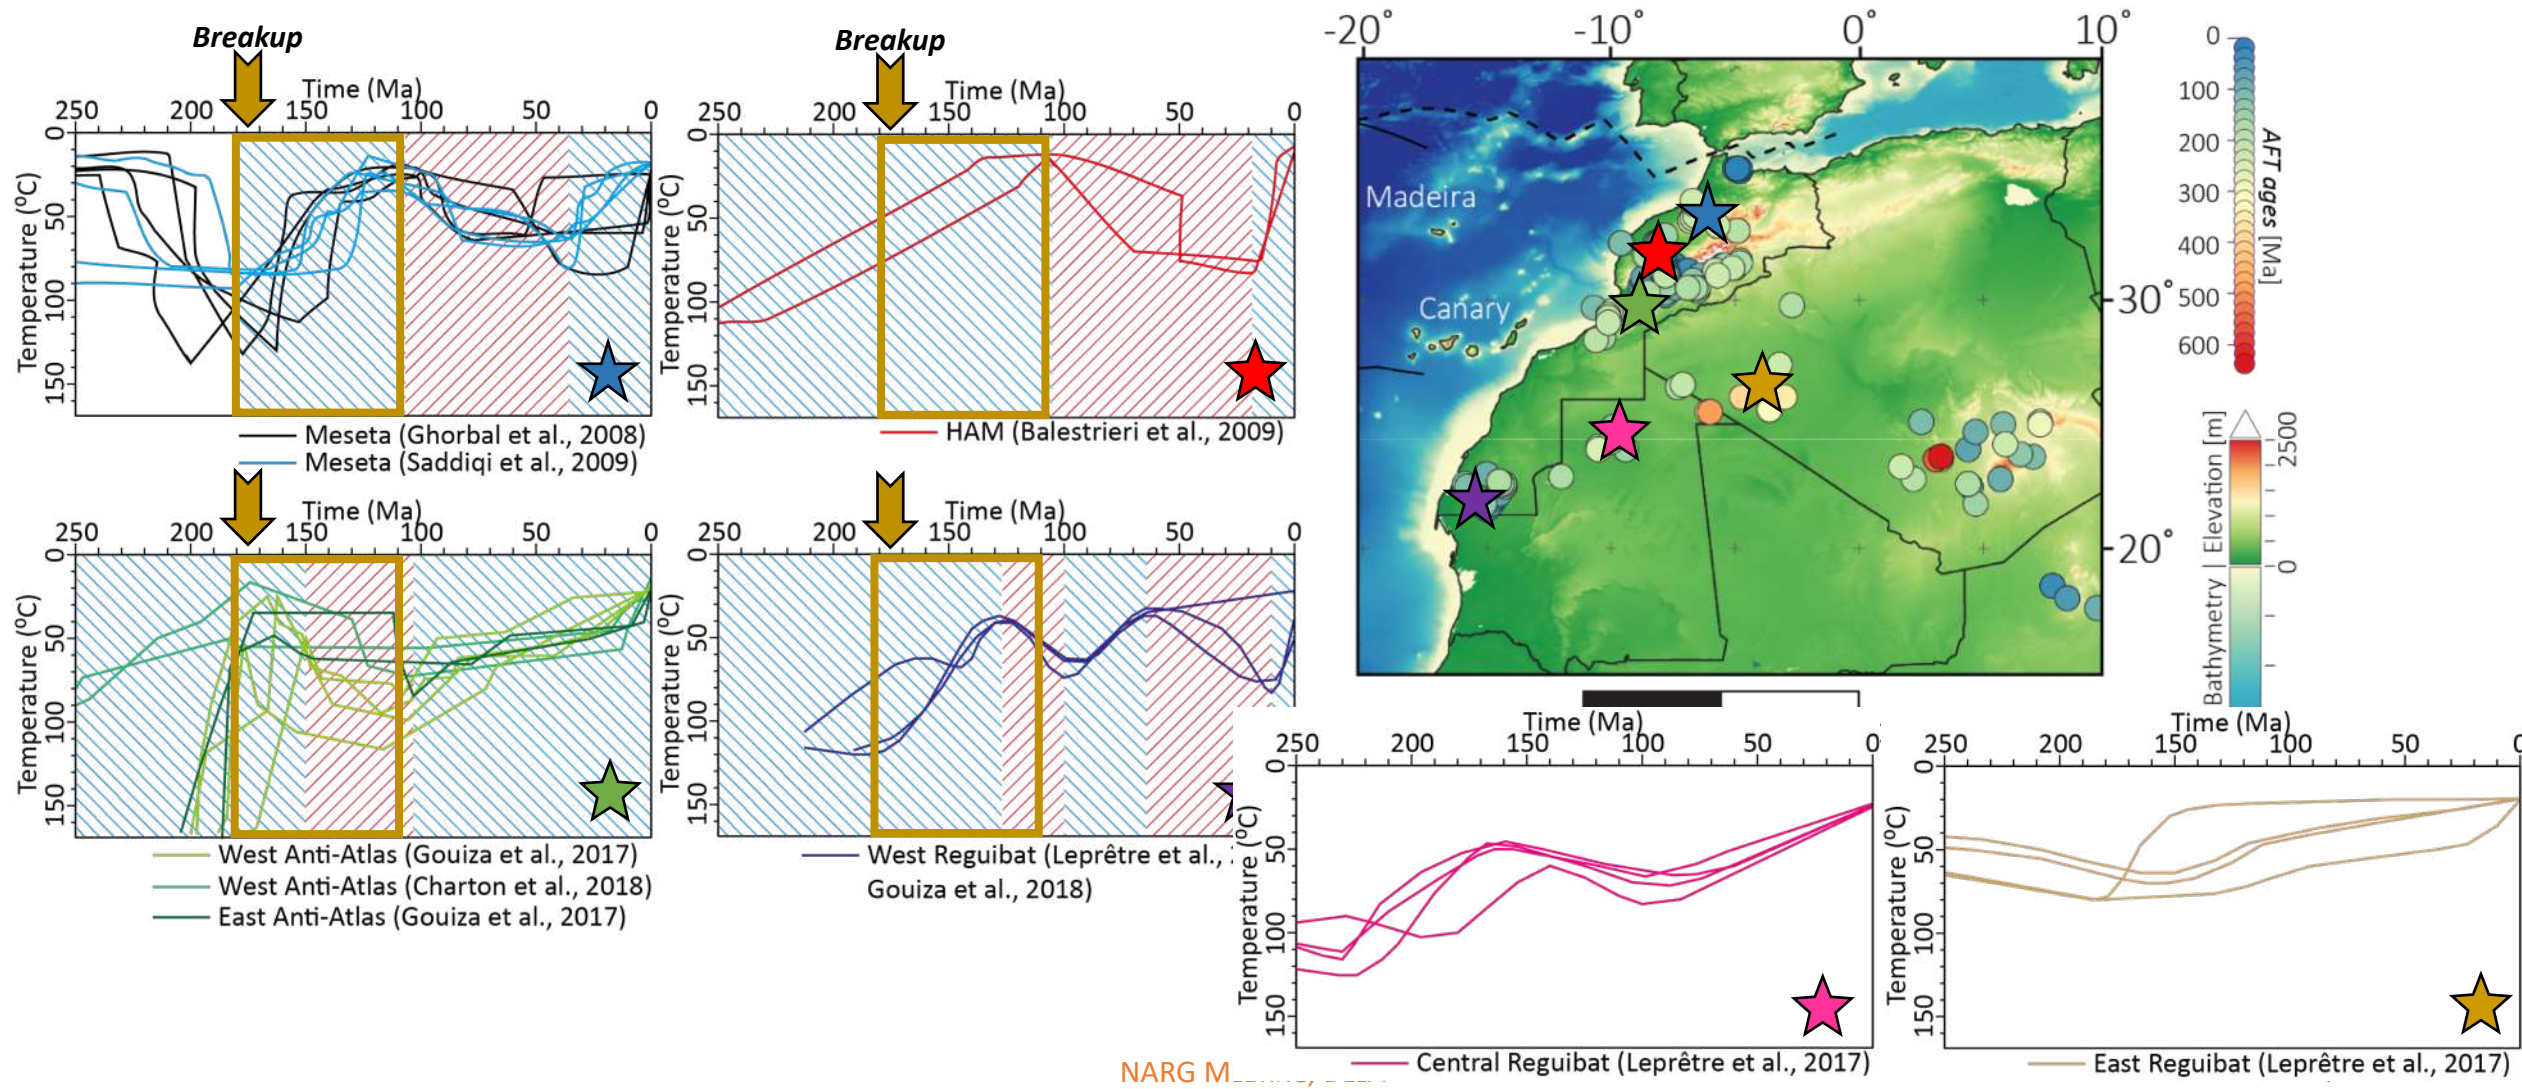 Breakup
Time (Ma)
250 200 150 100 50 0
0 50 100 150
Temperature (⁰C)
Meseta (Ghorbal et al., 2008)
Meseta (Saddiqi et al., 2009)
Breakup
Time (Ma)
250 200 150 100 50 0
0 50 100 150
Temperature (⁰C)
HAM (Balestrieri et al., 2009)
-20° -10° 0° 10°
30°
20°
Madeira
Canary
0
100
200
300
400
500
600
AFT ages [Ma]
Bathymetry | Elevation [m]
2500
0
Time (Ma)
250 200 150 100 50 0
0 50 100 150
Temperature (⁰C)
West Anti-Atlas (Gouiza et al., 2017)
West Anti-Atlas (Charton et al., 2018)
East Anti-Atlas (Gouiza et al., 2017)
Time (Ma)
250 200 150 100 50 0
0 50 100 150
Temperature (⁰C)
West Reguibat (Leprêtre et al.,
Gouiza et al., 2018)
Time (Ma)
250 200 150 100 50 0
0 50 100 150
Temperature (⁰C)
Central Reguibat (Leprêtre et al., 2017)
Time (Ma)
250 200 150 100 50 0
0 50 100 150
Temperature (⁰C)
East Reguibat (Leprêtre et al., 2017)
NARG